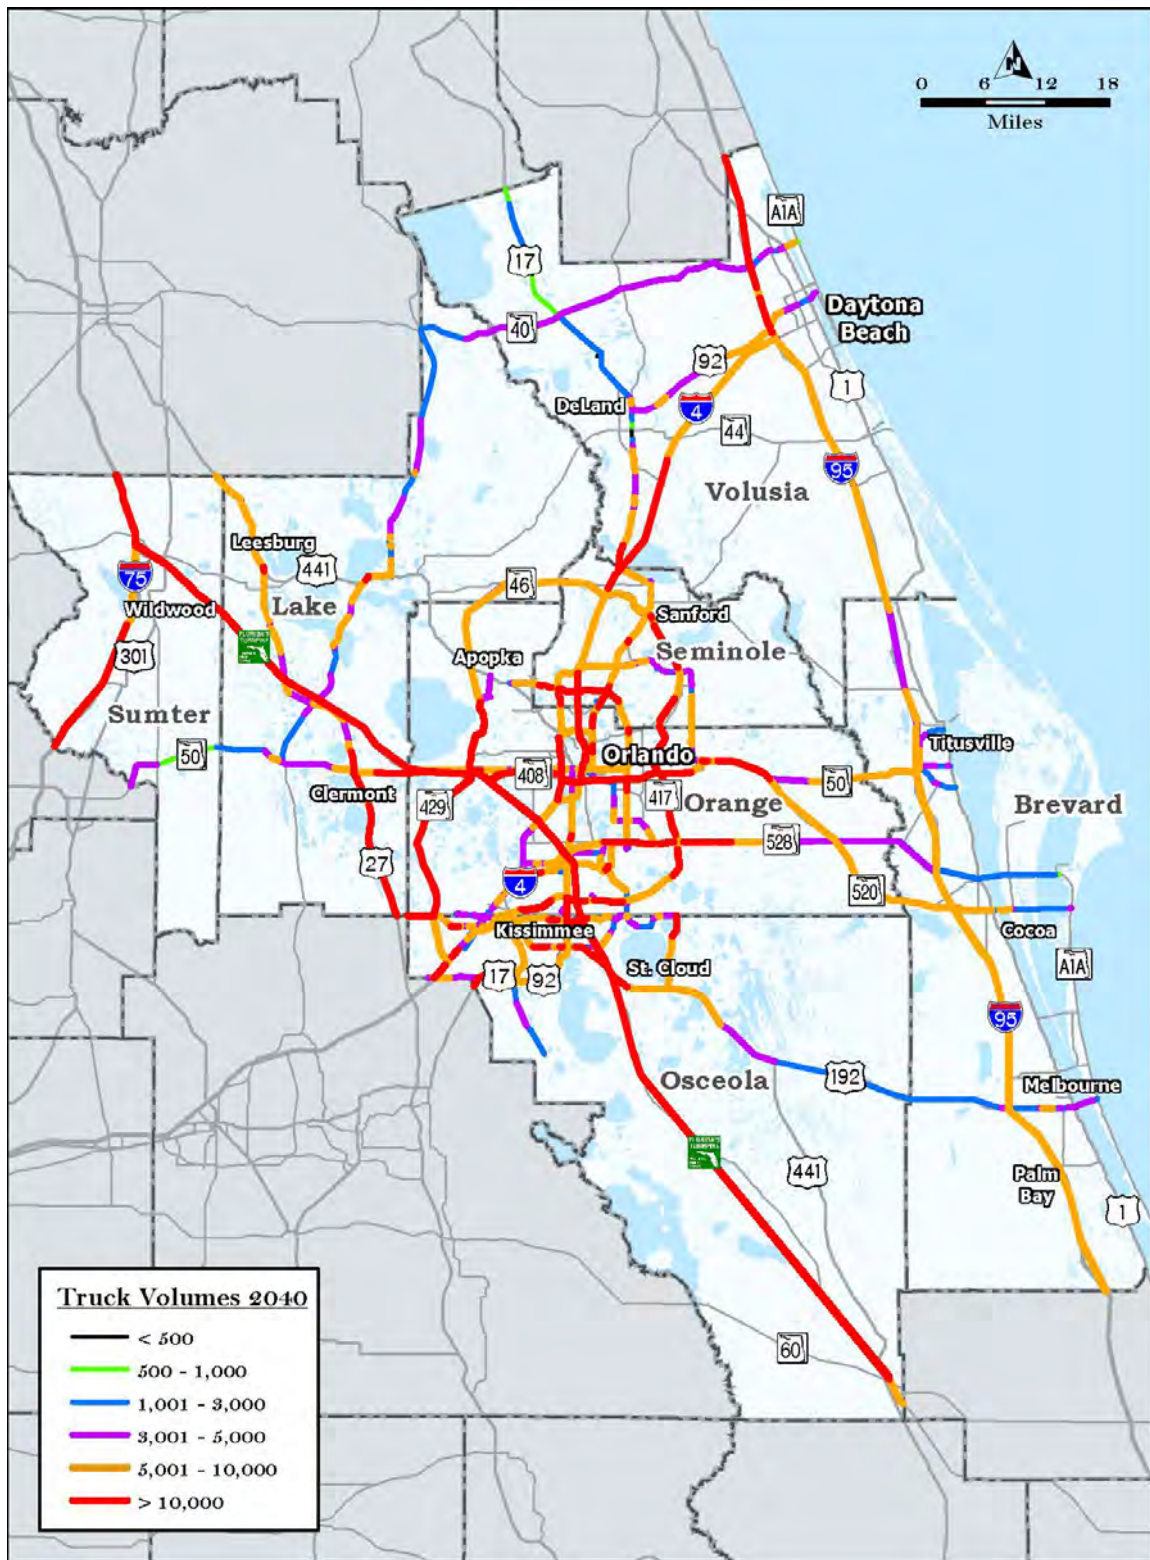 N
0 6 12 18
Miles
A1A
17
40
Daytona
Beach
92
1
DeLand
4
44
95
Volusia
Leesburg
441
75
46
Wildwood
Lake
Sanford
301
Apopka
Seminole
Sumter
50
Titusville
Orlando
408
50
Clermont
429
417
Orange
Brevard
528
27
4
520
Kissimmee
Cocoa
St. Cloud
17
92
A1A
95
Osceola
192
Melbourne
441
Palm
Bay
1
60
Truck Volumes 2040
< 500
500 - 1,000
1,001 - 3,000
3,001 - 5,000
5,001 - 10,000
> 10,000